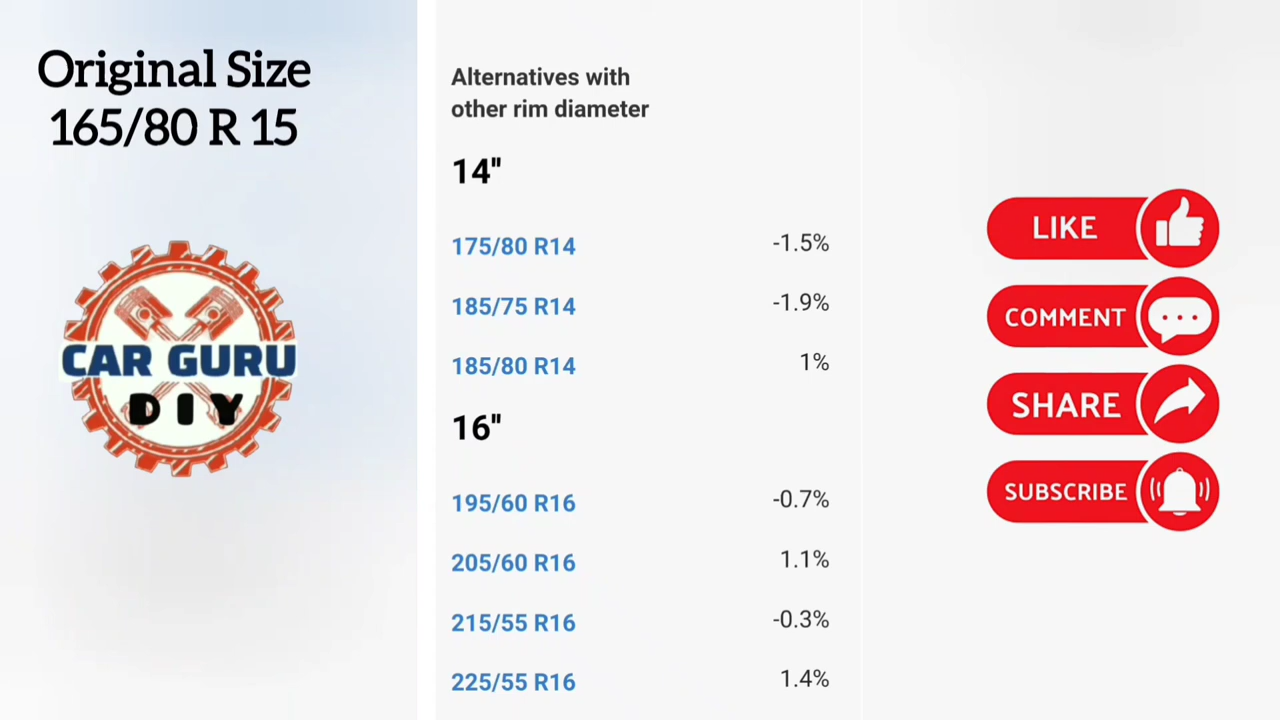 Original Size
165/80 R 15
CAR GURU
DIY
Alternatives with
other rim diameter
14"
175/80 R14 -1.5%
185/75 R14 -1.9%
185/80 R14 1%
16"
195/60 R16 -0.7%
205/60 R16 1.1%
215/55 R16 -0.3%
225/55 R16 1.4%
LIKE
COMMENT
SHARE
SUBSCRIBE